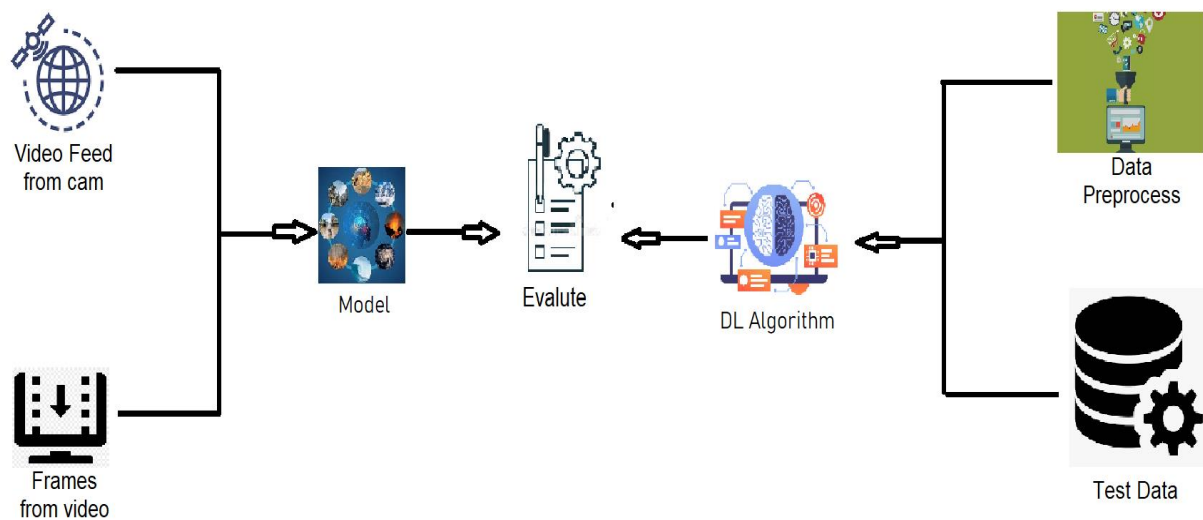 Video Feed
from cam
Model
Evalute
DL Algorithm
Data
Preprocess
Frames
from video
Test Data